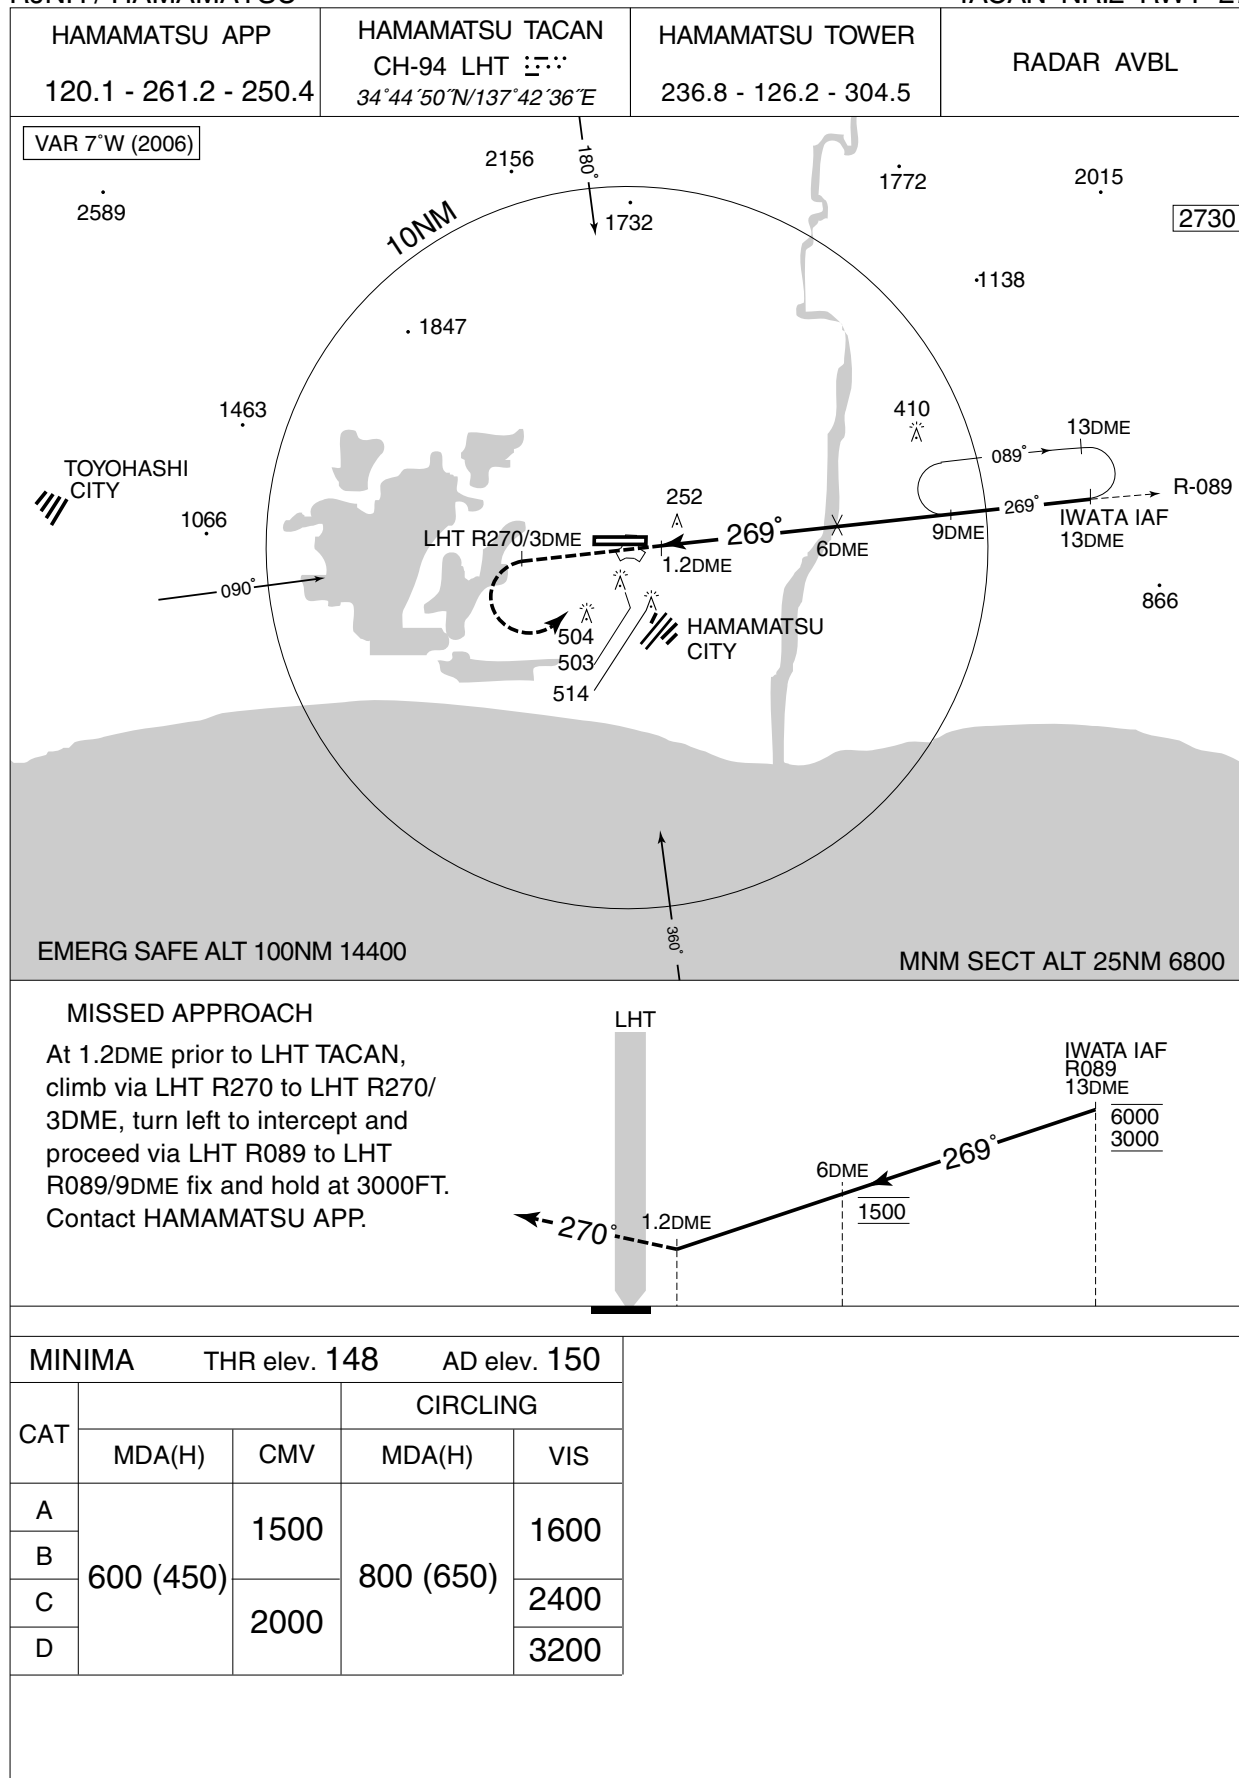 HAMAMATSU APP
120.1 - 261.2 - 250.4
HAMAMATSU TACAN
CH-94 LHT
34°44´50˝N/137°42´36˝E
HAMAMATSU TOWER
236.8 - 126.2 - 304.5
RADAR AVBL
VAR 7°W (2006)
2589
2156
180°
1732
1772
2015
2730
10NM
1138
1847
1463
410
13DME
089°
R-089
TOYOHASHI
CITY
252
269°
IWATA IAF
13DME
1066
LHT R270/3DME
269°
6DME
9DME
1.2DME
090°
866
504
503
514
HAMAMATSU
CITY
360°
EMERG SAFE ALT 100NM 14400
MNM SECT ALT 25NM 6800
MISSED APPROACH
At 1.2DME prior to LHT TACAN,
climb via LHT R270 to LHT R270/
3DME, turn left to intercept and
proceed via LHT R089 to LHT
R089/9DME fix and hold at 3000FT.
Contact HAMAMATSU APP.
LHT
IWATA IAF
R089
13DME
6000
3000
269°
6DME
1500
1.2DME
270°
MINIMA THR elev. 148 AD elev. 150
CAT
CIRCLING
MDA(H) CMV MDA(H) VIS
A
B
C
D
600 (450)
1500
2000
800 (650)
1600
2400
3200